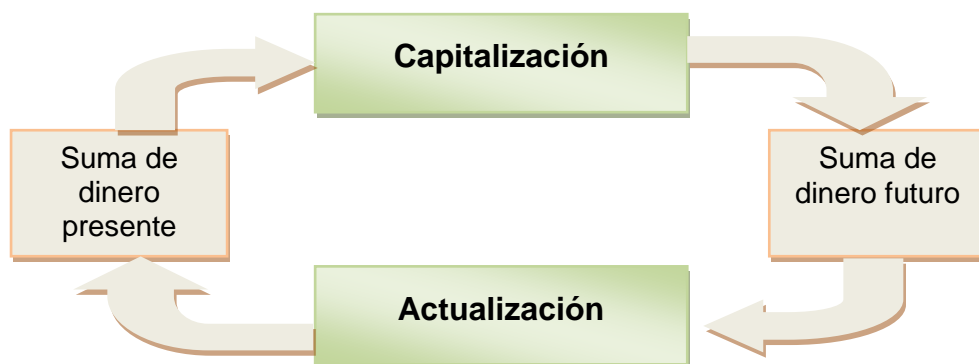 Capitalización
Suma de
dinero
presente
Suma de
dinero futuro
Actualización